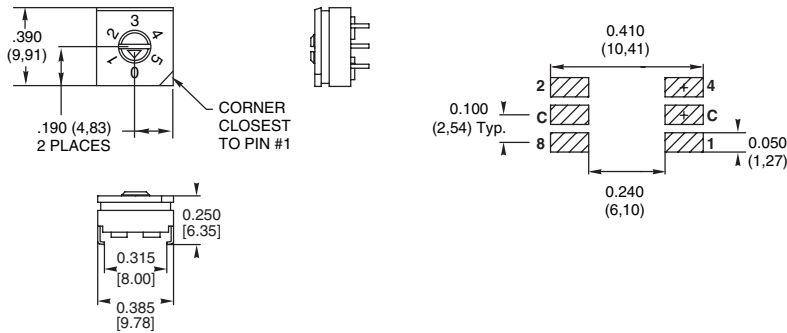 .390
(9,91)
0 1 2 3 4 5
.190 (4,83)
2 PLACES
CORNER
CLOSEST
TO PIN #1
0.250
[6.35]
0.315
[8.00]
0.385
[9.78]
0.410
(10,41)
2 4
0.100
(2,54) Typ.
C C
8 1
0.050
(1,27)
0.240
(6,10)